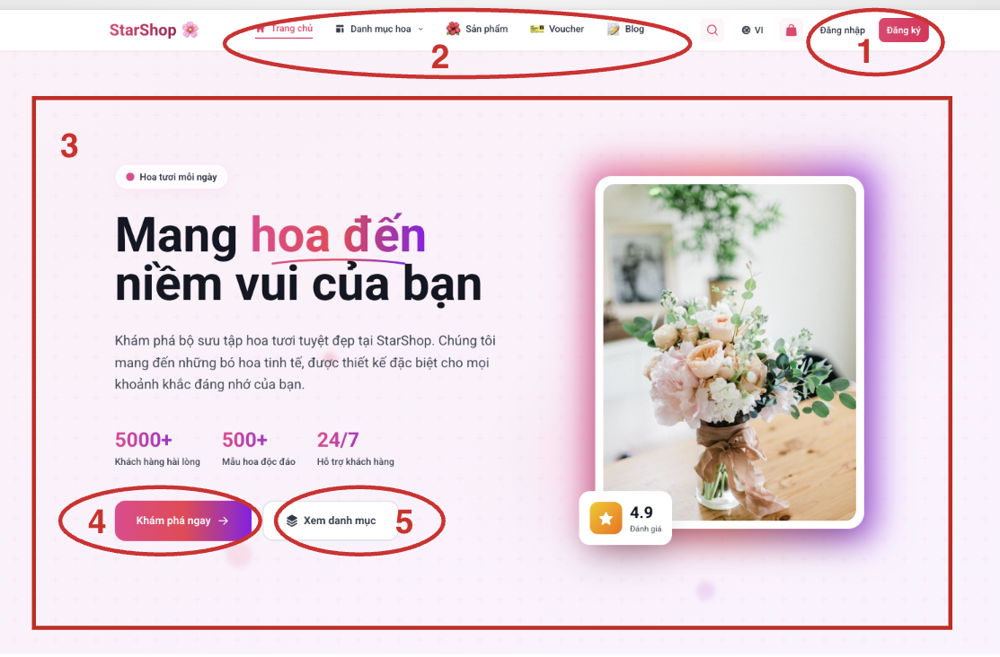 StarShop
Trang chủ
Danh mục hoa
Sản phẩm
Voucher
Blog
VI
Đăng nhập
Đăng ký
2
1
3
Hoa tươi mỗi ngày
Mang hoa đến
niềm vui của bạn
Khám phá bộ sưu tập hoa tươi tuyệt đẹp tại StarShop. Chúng tôi
mang đến những bó hoa tinh tế, được thiết kế đặc biệt cho mọi
khoảnh khắc đáng nhớ của bạn.
5000+
Khách hàng hài lòng
500+
Mẫu hoa độc đáo
24/7
Hỗ trợ khách hàng
4
Khám phá ngay
Xem danh mục
5
4.9
Đánh giá